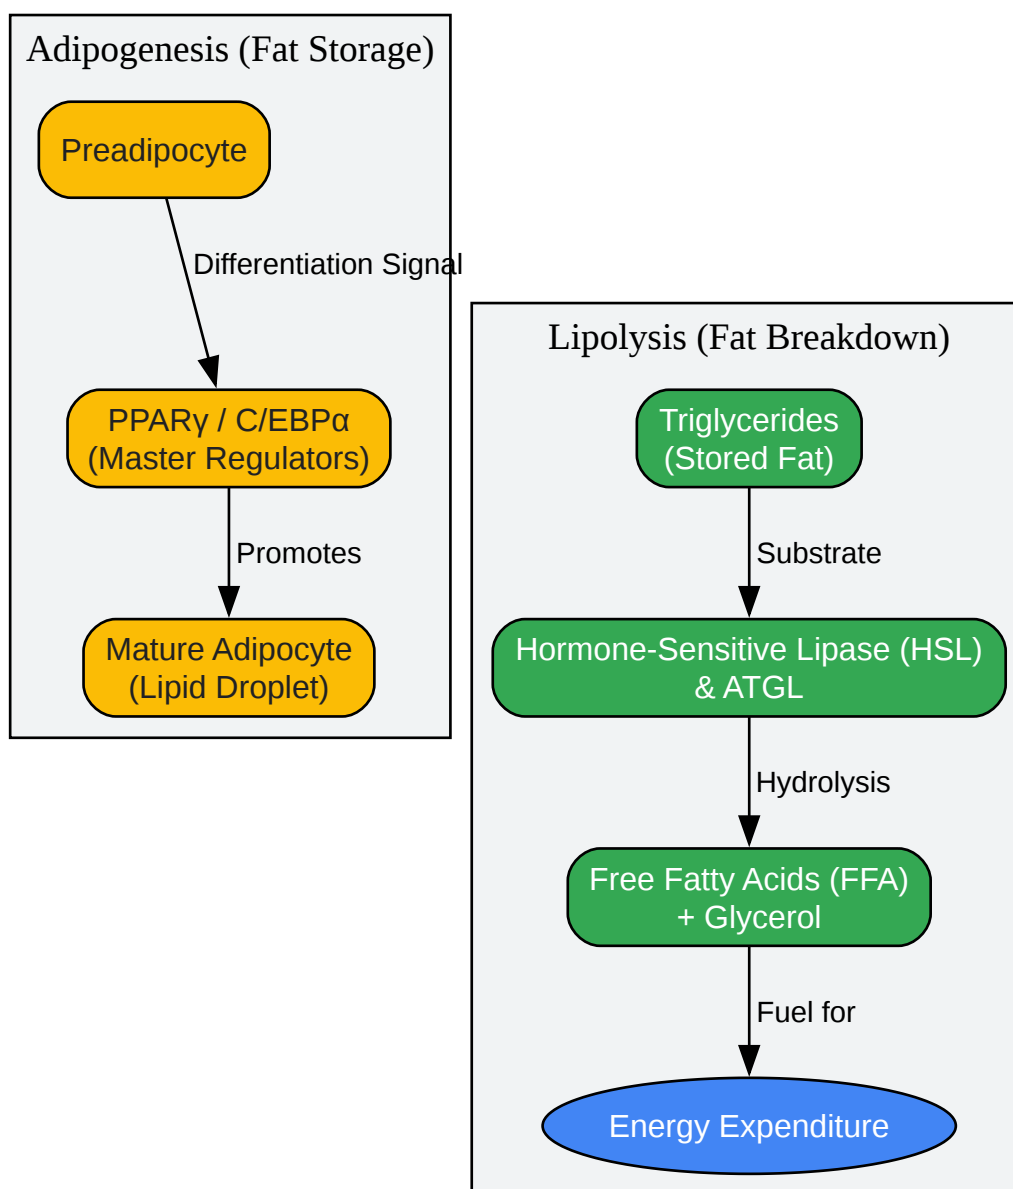 Adipogenesis (Fat Storage)
Preadipocyte
Differentiation Signal
PPARγ / C/EBPα
(Master Regulators)
Promotes
Mature Adipocyte
(Lipid Droplet)
Lipolysis (Fat Breakdown)
Triglycerides
(Stored Fat)
Substrate
Hormone-Sensitive Lipase (HSL)
& ATGL
Hydrolysis
Free Fatty Acids (FFA)
+ Glycerol
Fuel for
Energy Expenditure